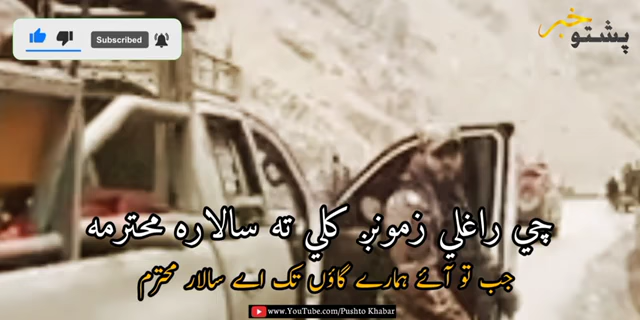 Subscribed
پښتو خبر
چي راغلي زمونږ کلي ته سالاره محترمه
جب تو آئے ہمارے گاؤں تک اے سالار محترم
www.YouTube.com/Pushto Khabar